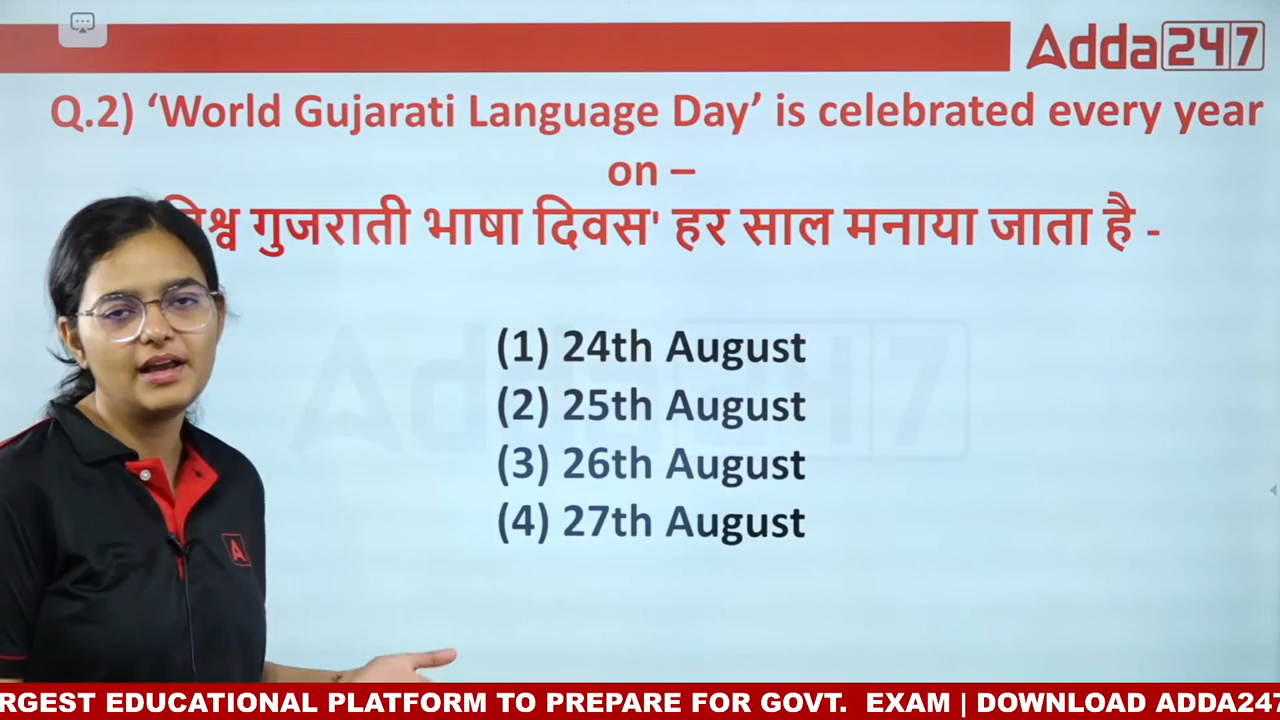 Adda247
Q.2) ‘World Gujarati Language Day’ is celebrated every year
on –
गुजराती भाषा दिवस' हर साल मनाया जाता है -
(1) 24th August
(2) 25th August
(3) 26th August
(4) 27th August
A
RGEST EDUCATIONAL PLATFORM TO PREPARE FOR GOVT. EXAM | DOWNLOAD ADDA247